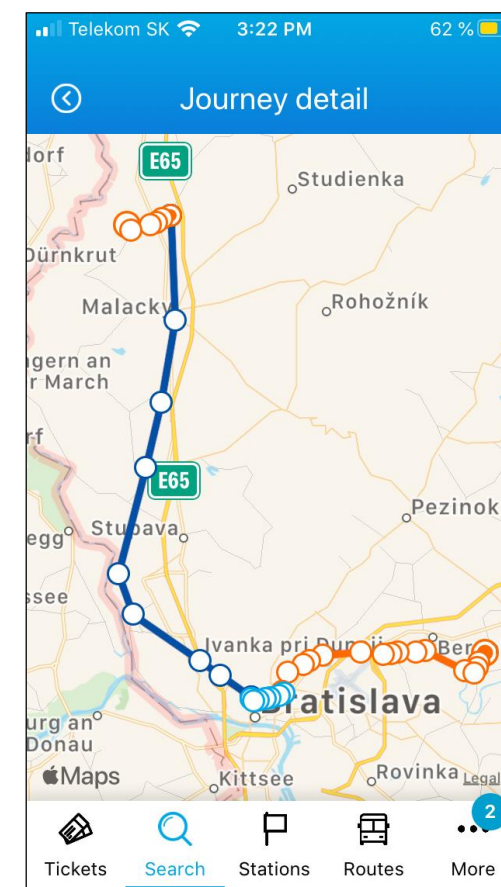 Telekom SK 3:22 PM 62 %
Journey detail
dorf
E65
Studienka
Dürnkrut
Malacky
Rohožník
ngern an
r March
rf
E65
Pezinok
Stupava
egg
ssee
Ivanka pri Dunaji
Ber
Bratislava
urg an
Donau
Maps
Kittsee
Rovinka
Legal
2
Tickets Search Stations Routes More